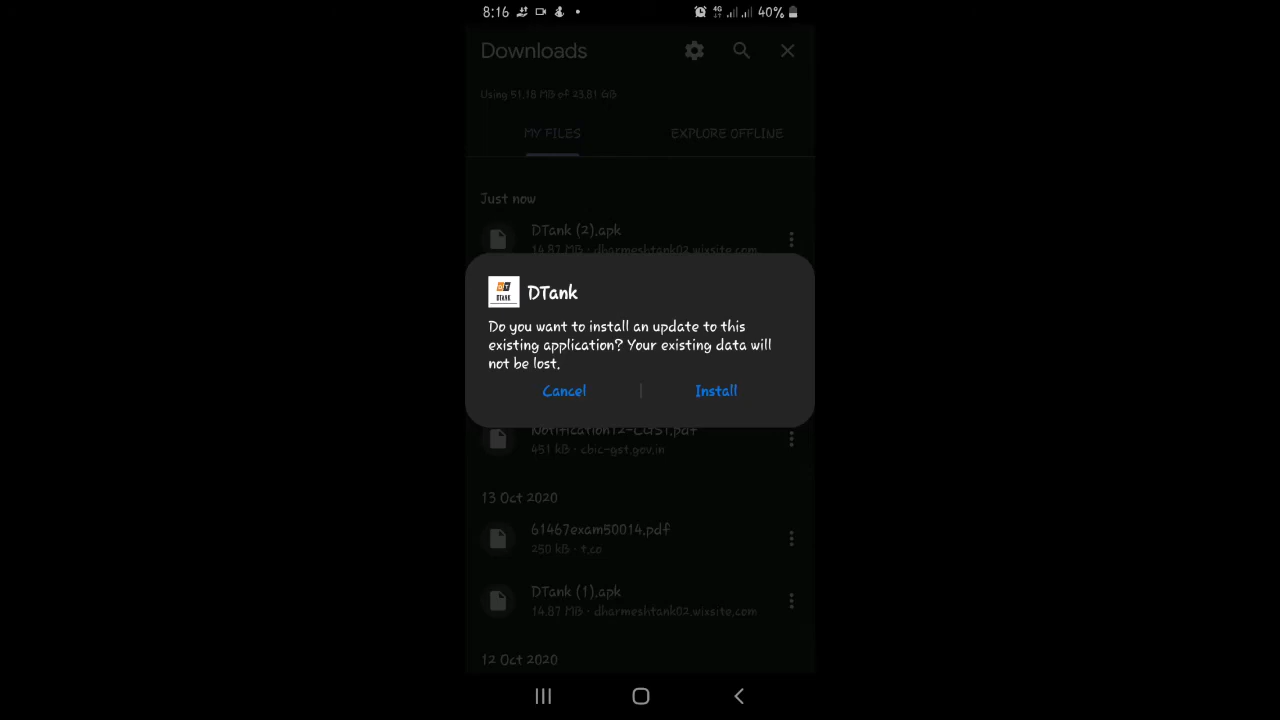 8:16
4G
40%
Downloads
Using 51.18 MB of 23.81 GB
MY FILES
EXPLORE OFFLINE
Just now
DTank (2).apk
14.87 MB · dharmeshtank02.wixsite.com
DT
DTANK
DTank
Do you want to install an update to this
existing application? Your existing data will
not be lost.
Cancel | Install
Notification12-CGST.pdf
451 kB · cbic-gst.gov.in
13 Oct 2020
61467exam50014.pdf
250 kB · t.co
DTank (1).apk
14.87 MB · dharmeshtank02.wixsite.com
12 Oct 2020